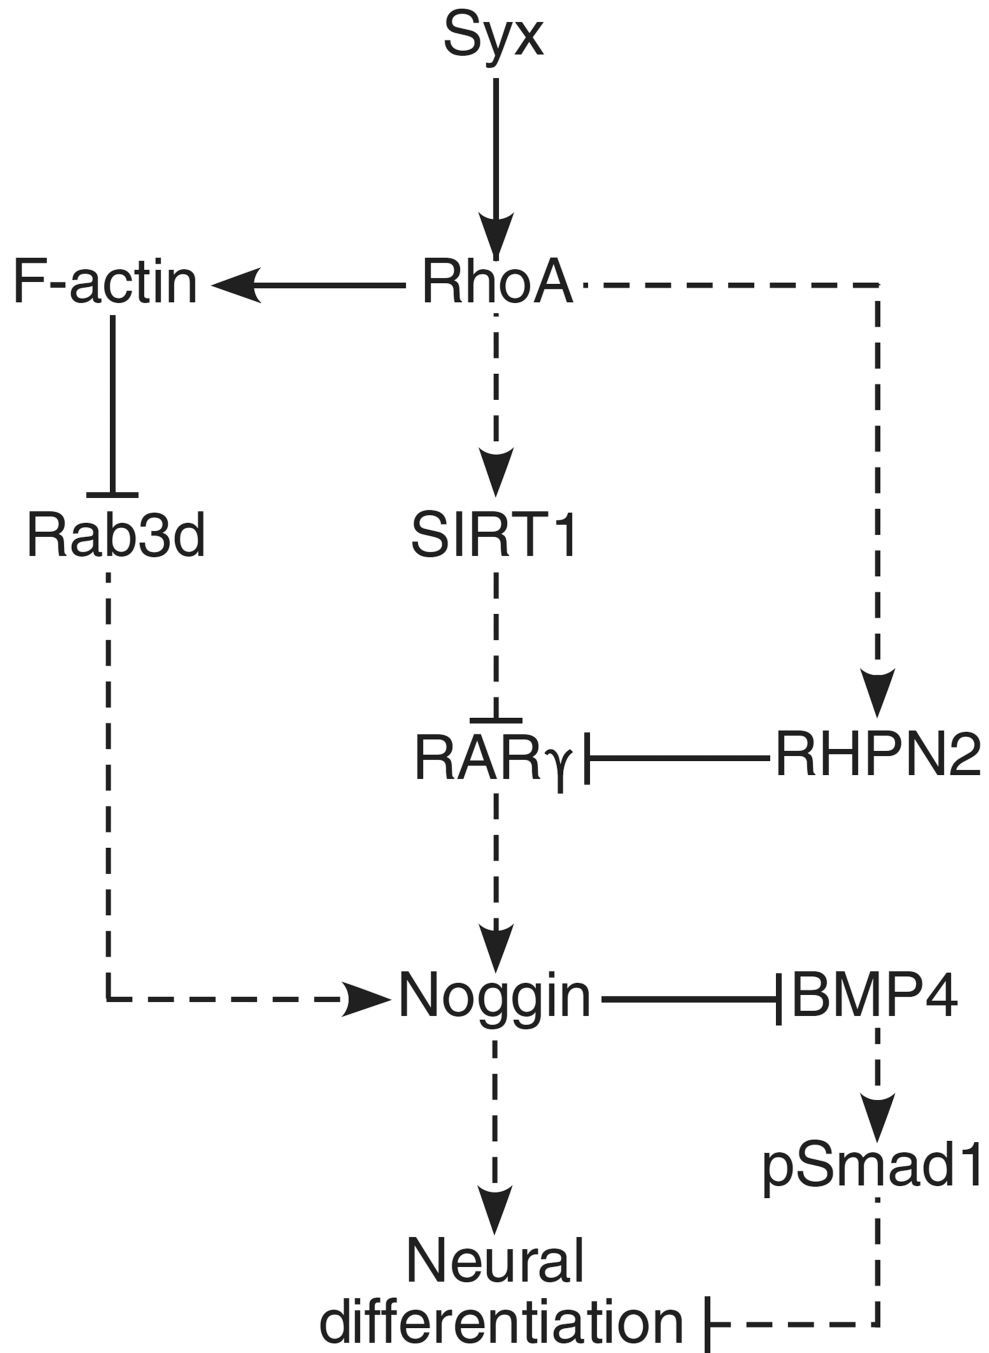 Syx
F-actin
RhoA
Rab3d
SIRT1
RARγ
RHPN2
Noggin
BMP4
pSmad1
Neural
differentiation